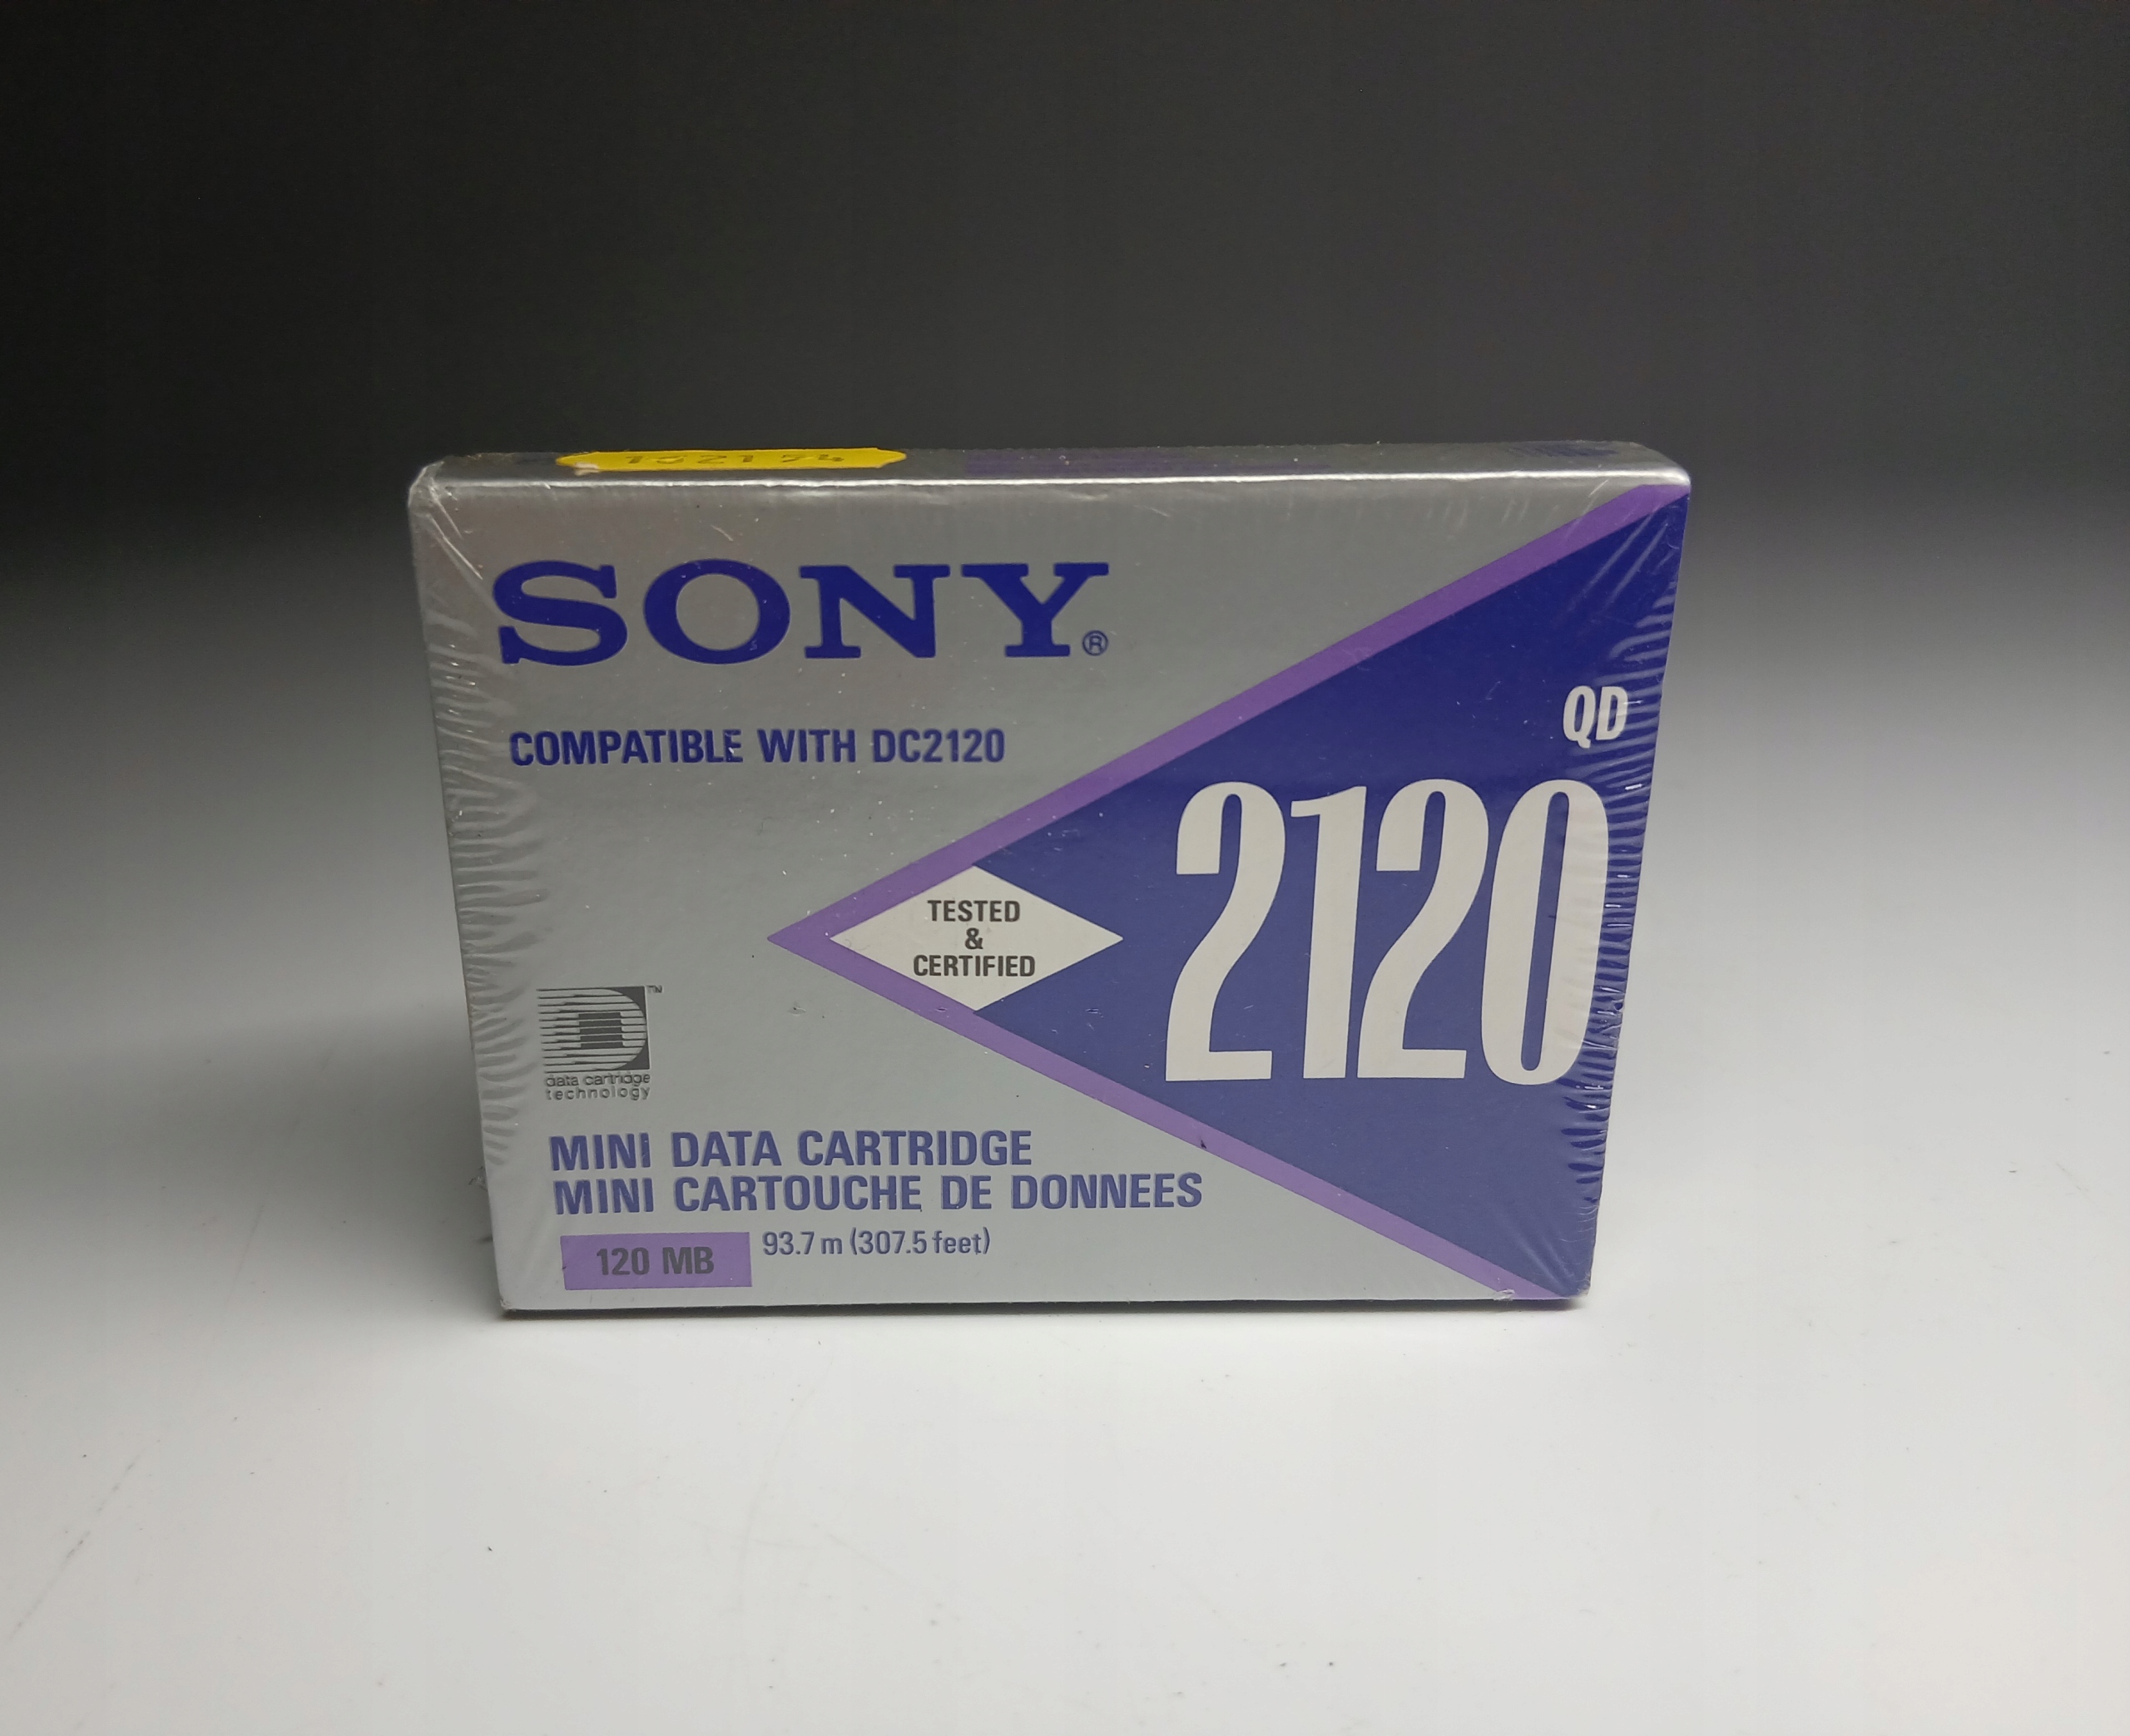 SONY®
COMPATIBLE WITH DC2120
QD
2120
TESTED
&
CERTIFIED
TM
data cartridge
technology
MINI DATA CARTRIDGE
MINI CARTOUCHE DE DONNEES
120 MB
93.7 m (307.5 feet)